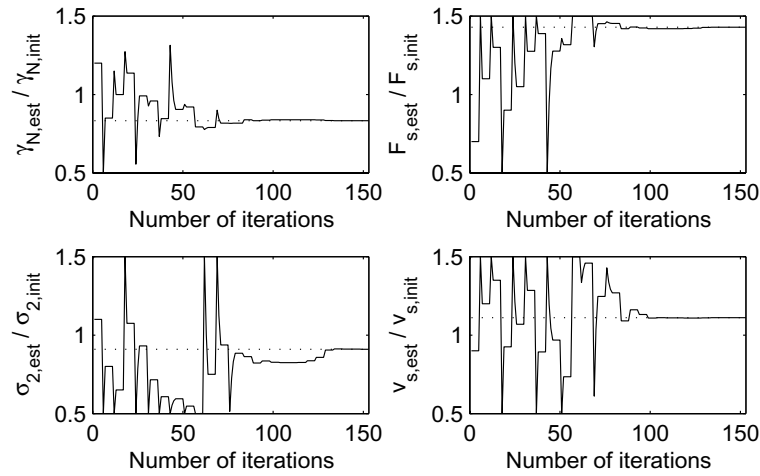 1.5
1
0.5
0 50 100 150
Number of iterations
γN,est / γN,init
1.5
1
0.5
0 50 100 150
Number of iterations
Fs,est / Fs,init
1.5
1
0.5
0 50 100 150
Number of iterations
σ2,est / σ2,init
1.5
1
0.5
0 50 100 150
Number of iterations
vs,est / vs,init